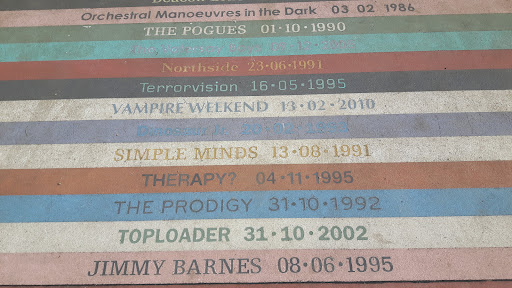 Orchestral Manoeuvres in the Dark 03 02 1986
THE POGUES 01·10·1990
Northside 23·06·1991
Terrorvision 16·05·1995
VAMPIRE WEEKEND 13·02·2010
SIMPLE MINDS 13·08·1991
THERAPY? 04·11·1995
THE PRODIGY 31·10·1992
TOPLOADER 31·10·2002
JIMMY BARNES 08·06·1995